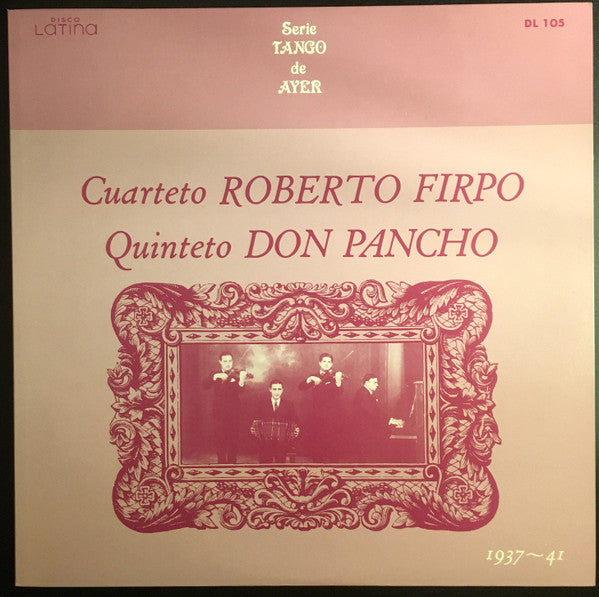 DISCO
LATINA
Serie
TANGO
de
AYER
DL 105
Cuarteto ROBERTO FIRPO
Quinteto DON PANCHO
1937~41